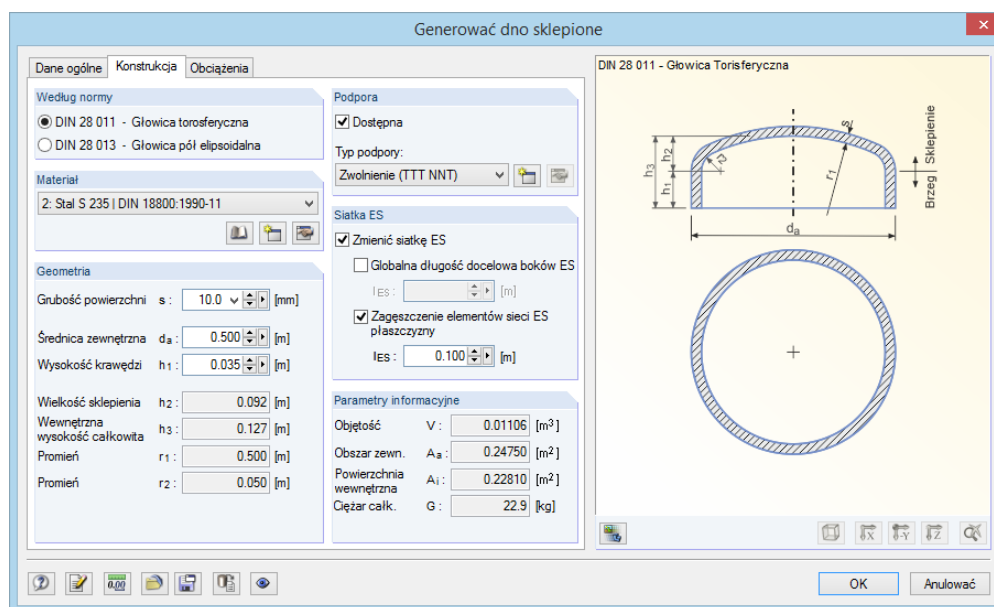 Generować dno sklepione
Dane ogólne Konstrukcja Obciążenia
Według normy
DIN 28 011 - Głowica torosferyczna
DIN 28 013 - Głowica pół elipsoidalna
Materiał
2: Stal S 235 | DIN 18800:1990-11
Geometria
Grubość powierzchni s : 10.0 [mm]
Średnica zewnętrzna da : 0.500 [m]
Wysokość krawędzi h1 : 0.035 [m]
Wielkość sklepienia h2 : 0.092 [m]
Wewnętrzna
wysokość całkowita h3 : 0.127 [m]
Promień r1 : 0.500 [m]
Promień r2 : 0.050 [m]
Podpora
Dostępna
Typ podpory:
Zwolnienie (TTT NNT)
Siatka ES
Zmienić siatkę ES
Globalna długość docelowa boków ES
lES : [m]
Zagęszczenie elementów sieci ES
płaszczyzny
lES : 0.100 [m]
Parametry informacyjne
Objętość V : 0.01106 [m3]
Obszar zewn. Aa : 0.24750 [m2]
Powierzchnia
wewnętrzna Ai : 0.22810 [m2]
Ciężar całk. G : 22.9 [kg]
DIN 28 011 - Głowica Torisferyczna
s
h3
h2
h1
r2
r1
Brzeg Sklepienie
da
X
-Y
Z
0.00
OK Anulować